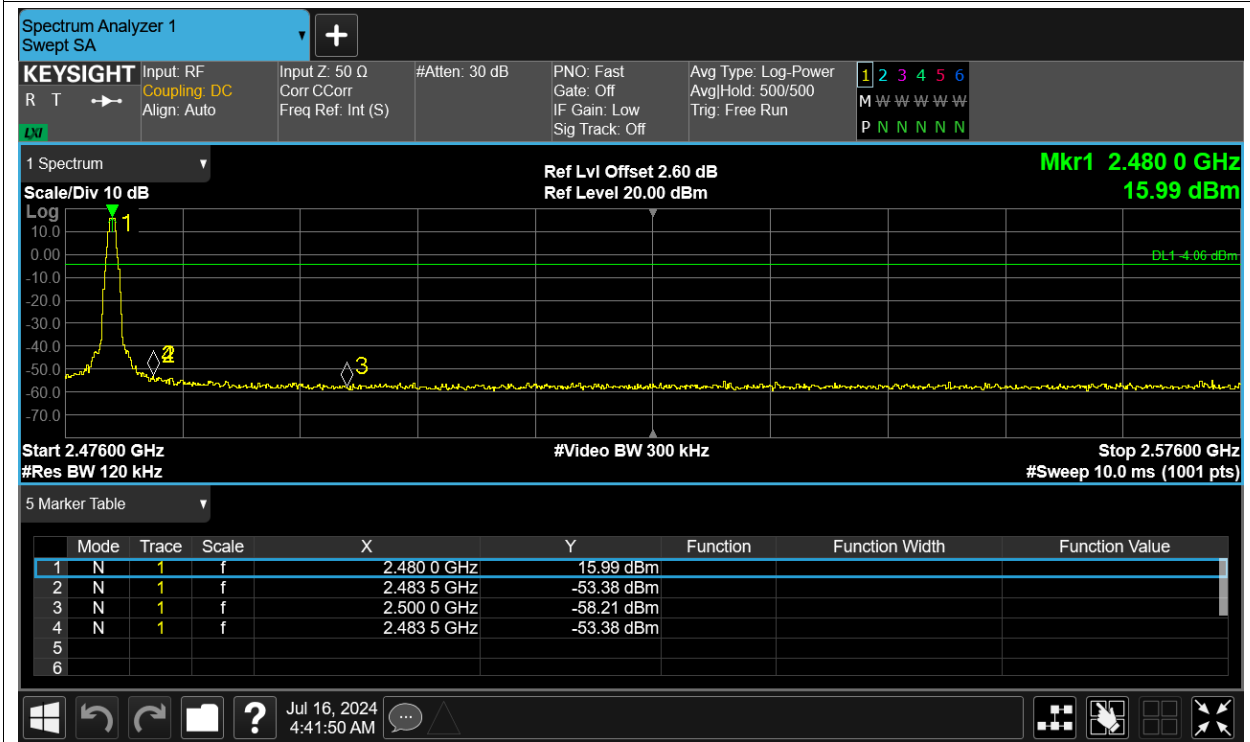 Spectrum Analyzer 1
Swept SA
+
KEYSIGHT Input: RF Input Z: 50 Ω #Atten: 30 dB PNO: Fast Avg Type: Log-Power 1 2 3 4 5 6
R T Coupling: DC Corr CCorr Gate: Off Avg|Hold: 500/500 M W W W W W
Align: Auto Freq Ref: Int (S) IF Gain: Low Trig: Free Run
LXI Sig Track: Off P N N N N N
1 Spectrum Ref Lvl Offset 2.60 dB Mkr1 2.480 0 GHz
Scale/Div 10 dB Ref Level 20.00 dBm 15.99 dBm
Log
1
10.0
0.00 DL1 -4.06 dBm
-10.0
-20.0
-30.0
-40.0
2 3
-50.0
-60.0
-70.0
Start 2.47600 GHz #Video BW 300 kHz Stop 2.57600 GHz
#Res BW 120 kHz #Sweep 10.0 ms (1001 pts)
5 Marker Table
Mode Trace Scale X Y Function Function Width Function Value
1 N 1 f 2.480 0 GHz 15.99 dBm
2 N 1 f 2.483 5 GHz -53.38 dBm
3 N 1 f 2.500 0 GHz -58.21 dBm
4 N 1 f 2.483 5 GHz -53.38 dBm
5
6
? Jul 16, 2024
4:41:50 AM